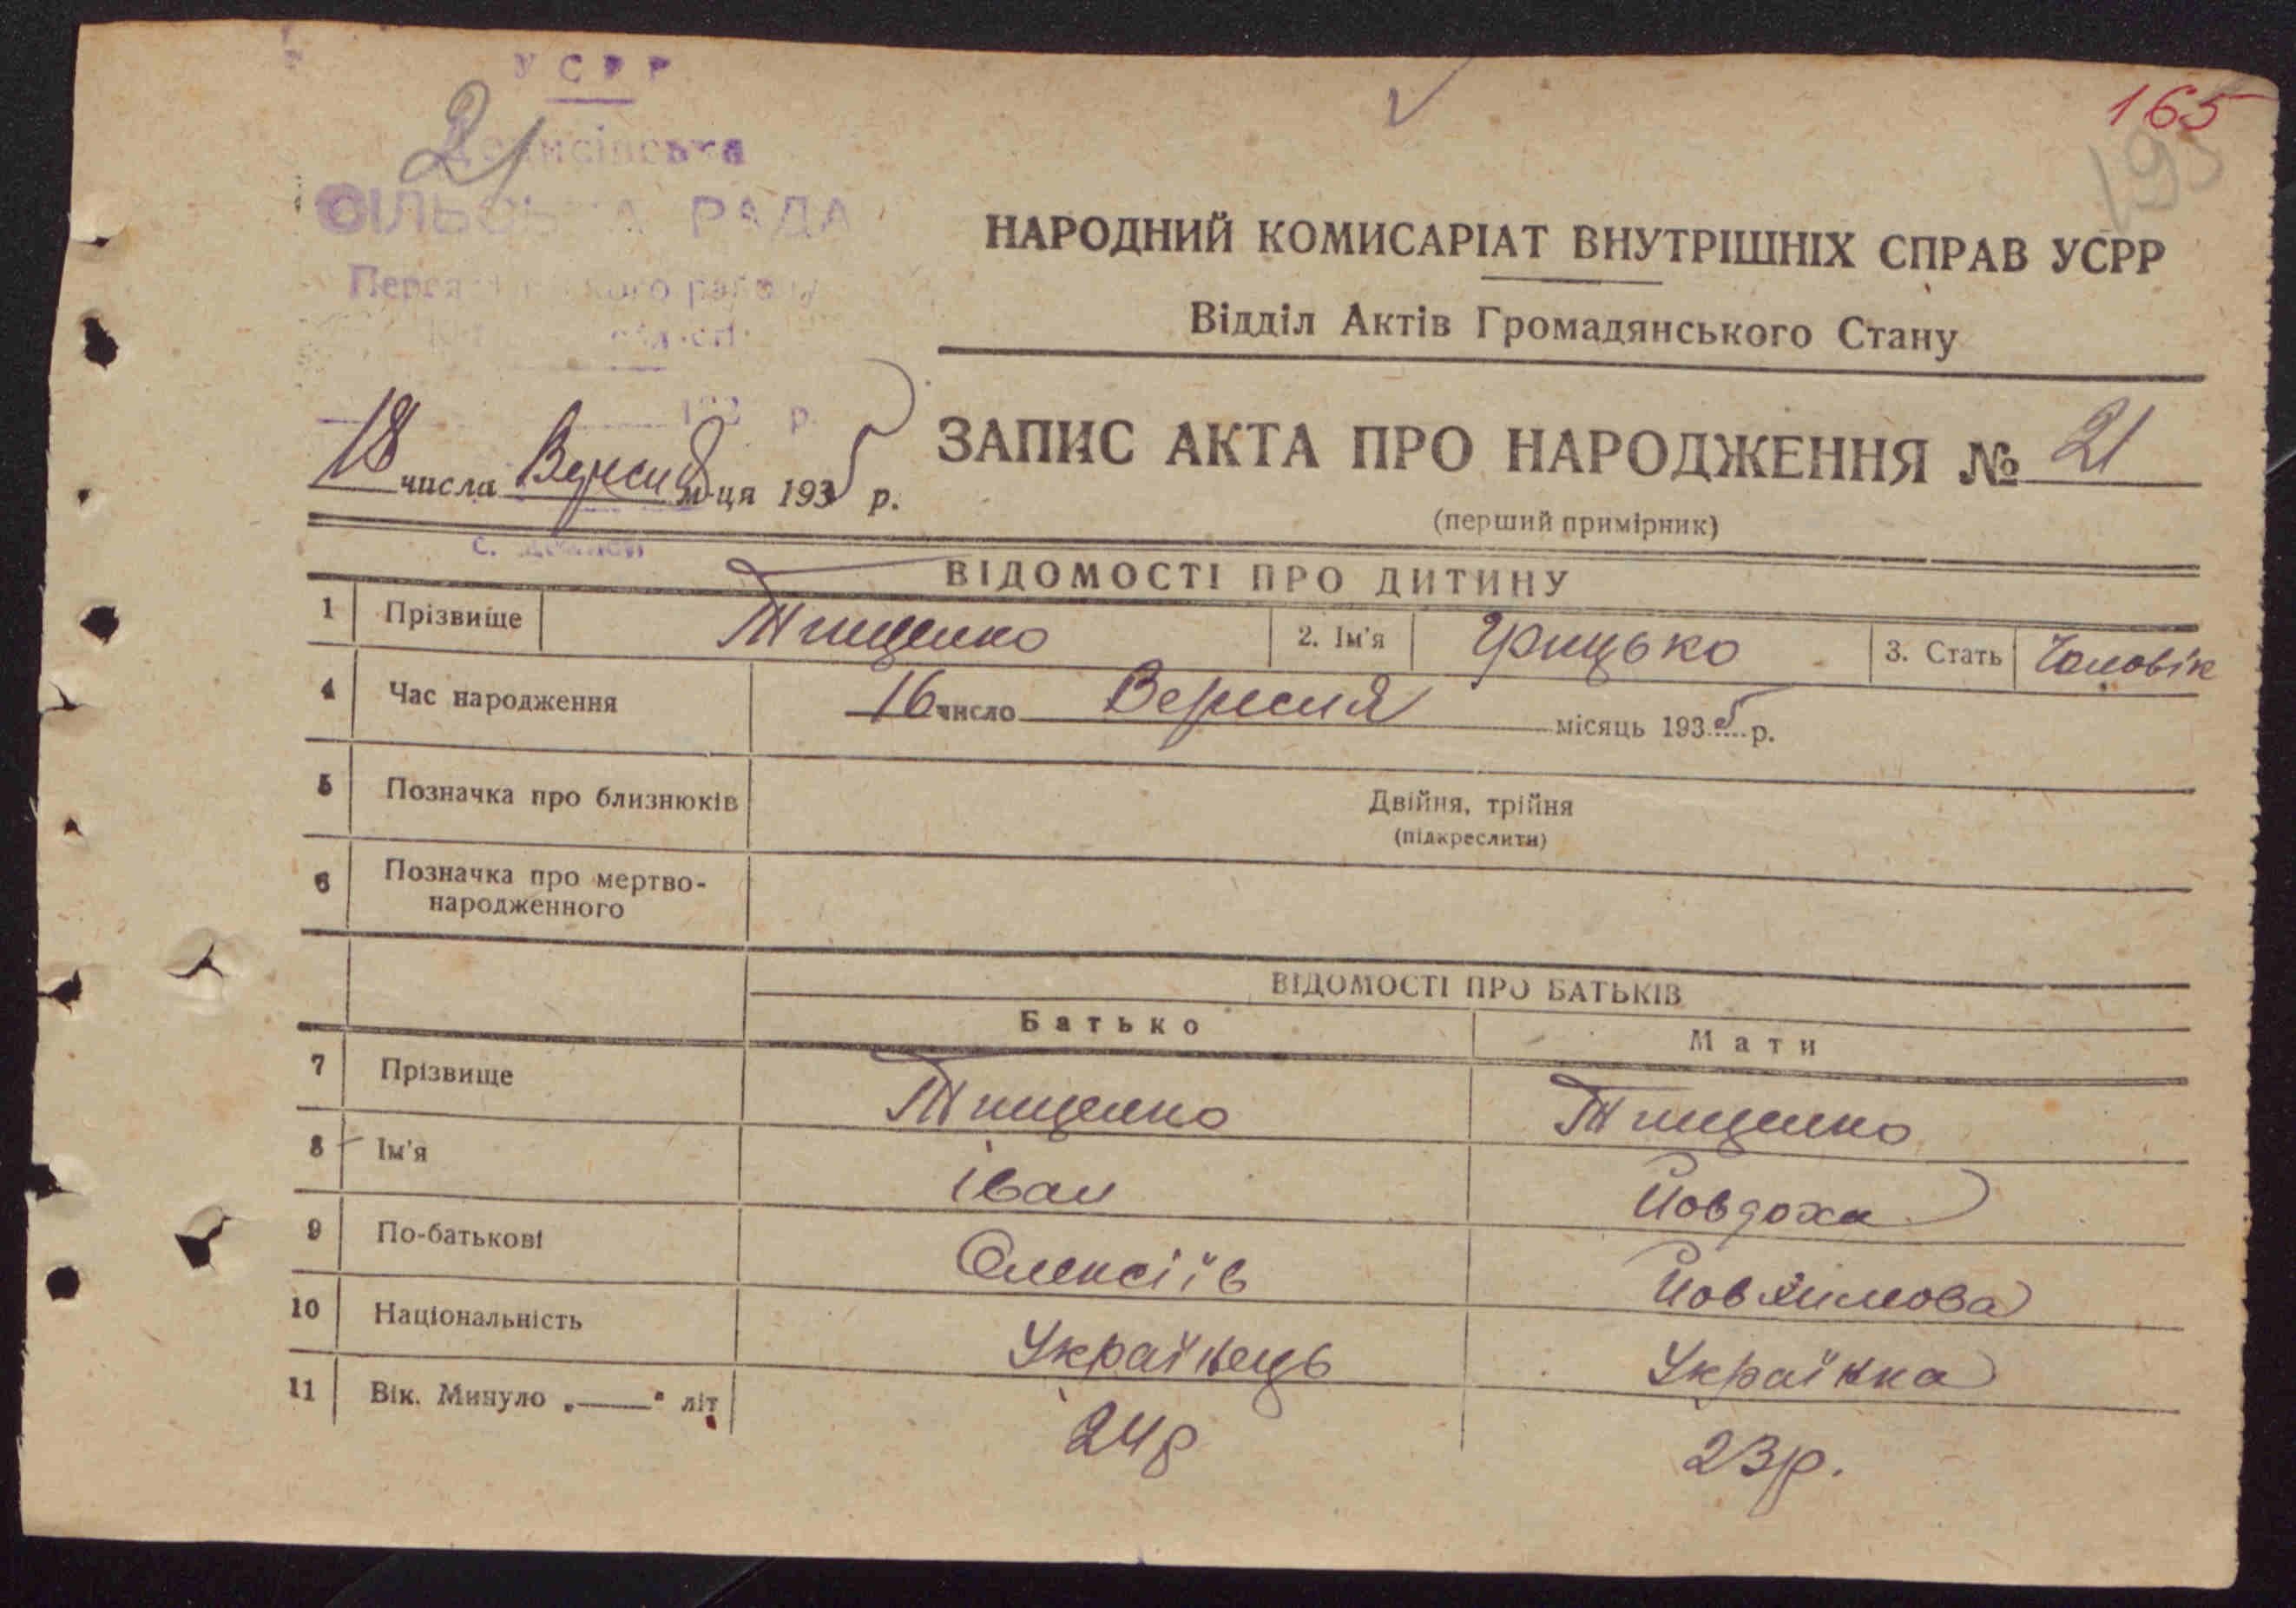 УСРР
21
СІЛЬСЬКА РАДА
165
195
НАРОДНИЙ КОМИСАРІАТ ВНУТРІШНІХ СПРАВ УСРР
Відділ Актів Громадянського Стану
18 числа Вересня м-ця 1935 р.
ЗАПИС АКТА ПРО НАРОДЖЕННЯ № 21
(перший примірник)
ВІДОМОСТІ ПРО ДИТИНУ
1 Прізвище Тищенко 2. Ім'я Грицько 3. Стать Чоловік
4 Час народження 16 число Вересня місяць 1935 р.
5 Позначка про близнюків Двійня, трійня
(підкреслити)
6 Позначка про мертво-
народженного
ВІДОМОСТІ ПРО БАТЬКІВ
Батько Мати
7 Прізвище Тищенко Тищенко
8 Ім'я Іван Йовдоха
9 По-батькові Олексіїв Йовхимова
10 Національність Українець Українка
11 Вік. Минуло „——" літ 24р 23р.